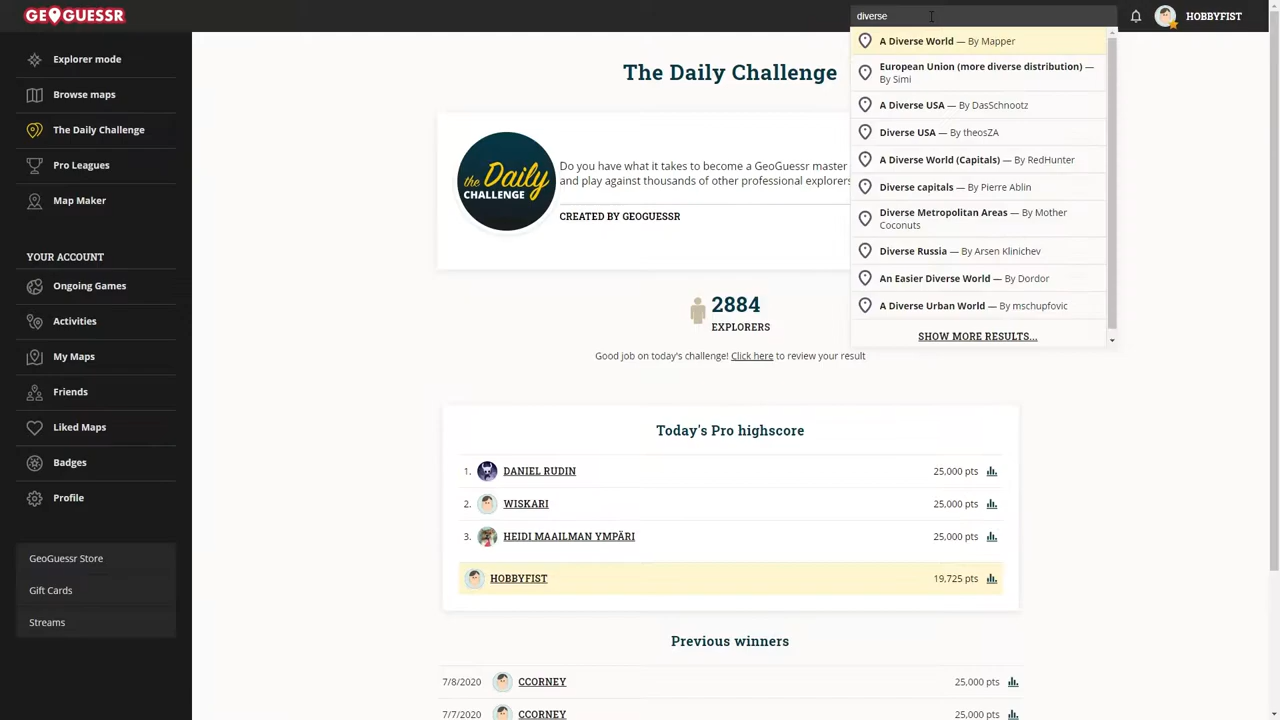 GEOGUESSR
diverse
HOBBYFIST
Explorer mode
Browse maps
The Daily Challenge
Pro Leagues
Map Maker
YOUR ACCOUNT
Ongoing Games
Activities
My Maps
Friends
Liked Maps
Badges
Profile
GeoGuessr Store
Gift Cards
Streams
A Diverse World — By Mapper
European Union (more diverse distribution) —
By Simi
A Diverse USA — By DasSchnootz
Diverse USA — By theosZA
A Diverse World (Capitals) — By RedHunter
Diverse capitals — By Pierre Ablin
Diverse Metropolitan Areas — By Mother
Coconuts
Diverse Russia — By Arsen Klinichev
An Easier Diverse World — By Dordor
A Diverse Urban World — By mschupfovic
SHOW MORE RESULTS...
The Daily Challenge
the Daily
CHALLENGE
Do you have what it takes to become a GeoGuessr master
and play against thousands of other professional explorers
CREATED BY GEOGUESSR
2884
EXPLORERS
Good job on today's challenge! Click here to review your result
Today's Pro highscore
1. DANIEL RUDIN 25,000 pts
2. WISKARI 25,000 pts
3. HEIDI MAAILMAN YMPÄRI 25,000 pts
HOBBYFIST 19,725 pts
Previous winners
7/8/2020 CCORNEY 25,000 pts
7/7/2020 CCORNEY 25,000 pts